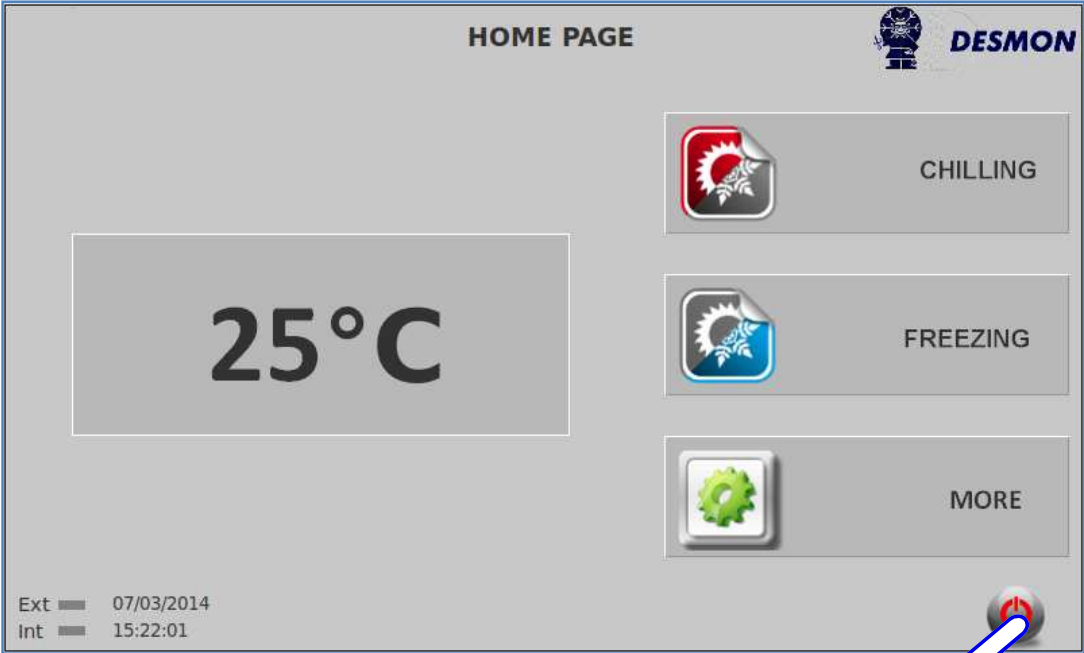 HOME PAGE
DESMON
CHILLING
25°C
FREEZING
MORE
Ext 07/03/2014
Int 15:22:01